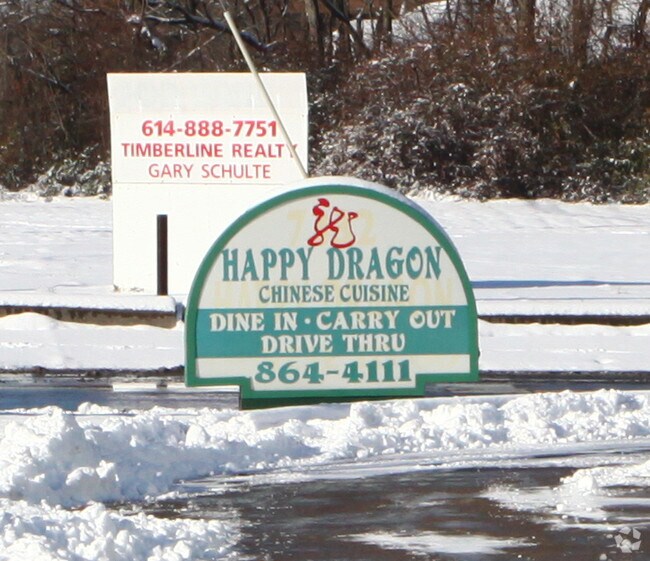 614-888-7751
TIMBERLINE REALTY
GARY SCHULTE
HAPPY DRAGON
CHINESE CUISINE
DINE IN · CARRY OUT
DRIVE THRU
864-4111